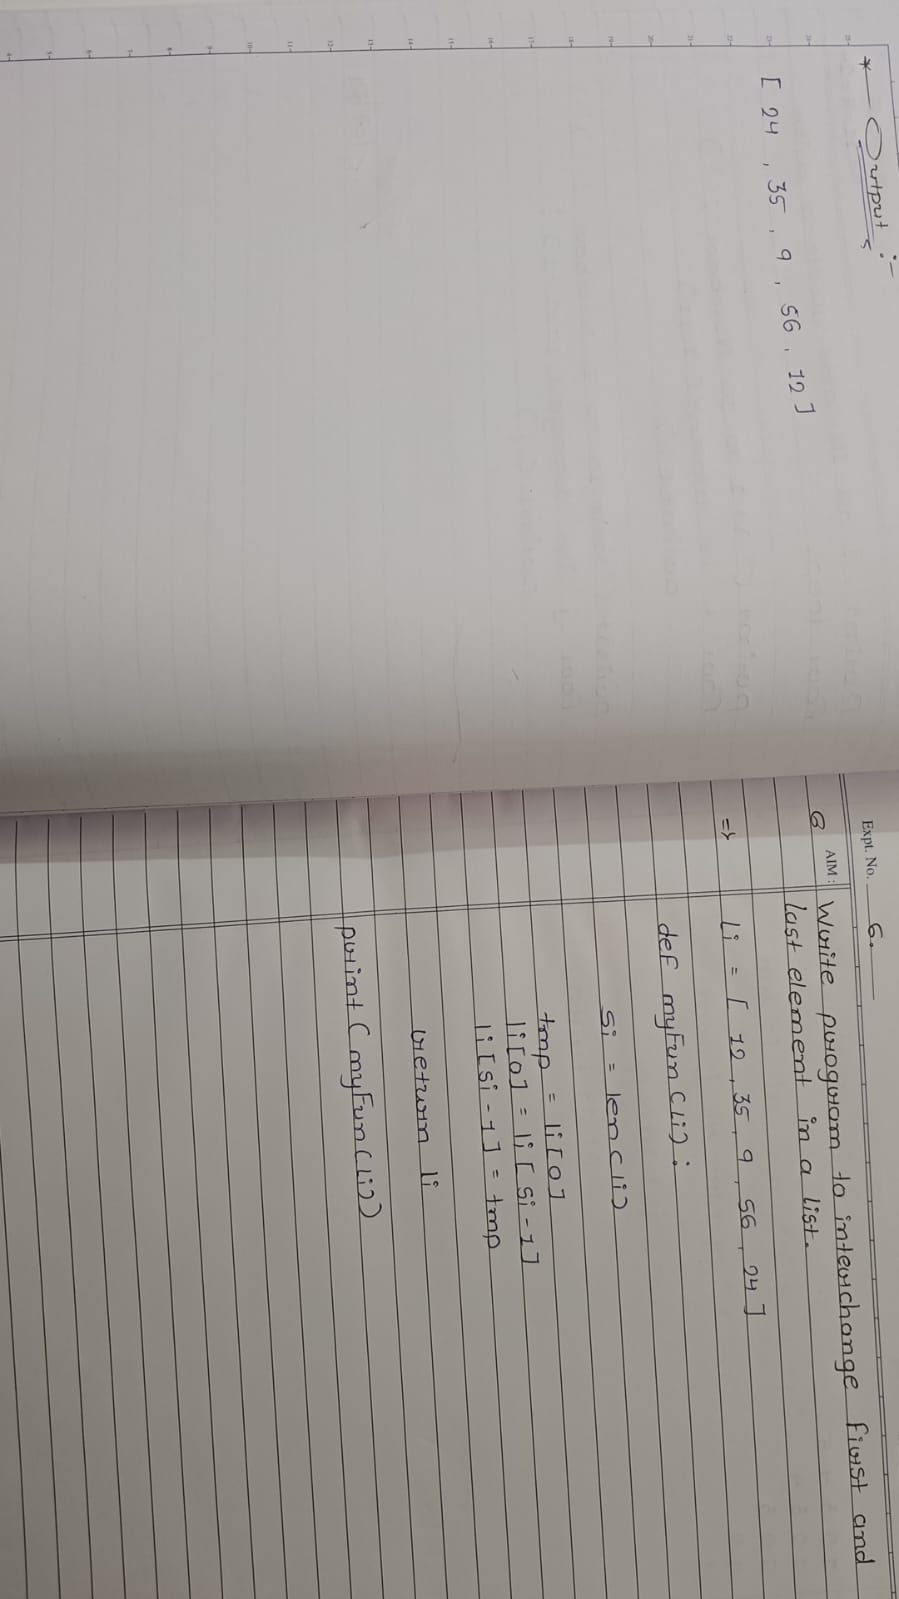 * Output :-
[ 24 , 35 , 9 , 56 , 12 ]
Expt. No. 6.
6 AIM : Write program to interchange first and
last element in a list.
=> li = [ 12 , 35 , 9 , 56 , 24 ]
def myFun(li) :
si = len(li)
tmp = li[0]
li[0] = li[ si - 1 ]
li[ si - 1 ] = tmp
return li
print ( myFun(li))